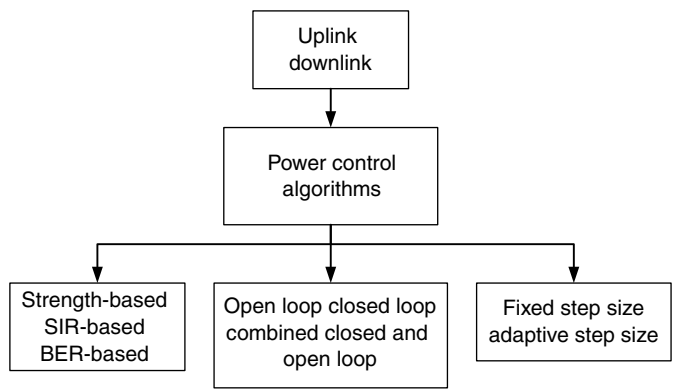 Uplink
downlink
Power control
algorithms
Strength-based
SIR-based
BER-based
Open loop closed loop
combined closed and
open loop
Fixed step size
adaptive step size